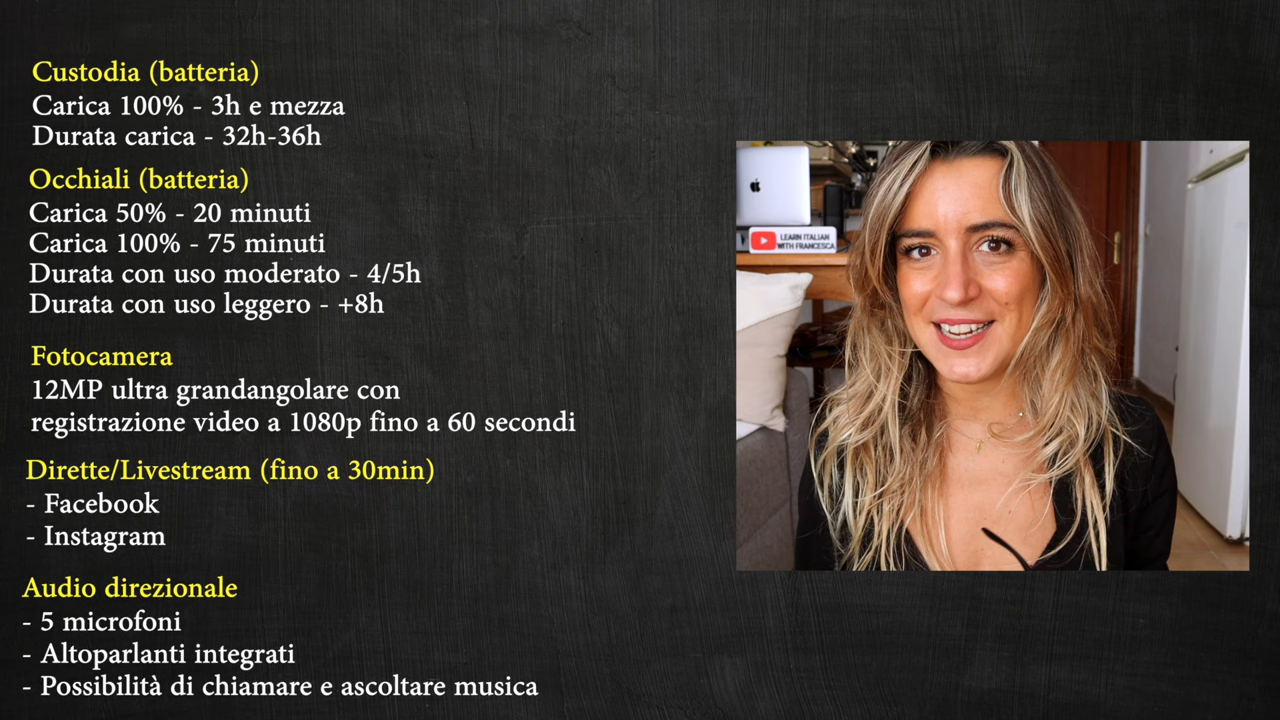 Custodia (batteria)
Carica 100% - 3h e mezza
Durata carica - 32h-36h
Occhiali (batteria)
Carica 50% - 20 minuti
Carica 100% - 75 minuti
Durata con uso moderato - 4/5h
Durata con uso leggero - +8h
Fotocamera
12MP ultra grandangolare con
registrazione video a 1080p fino a 60 secondi
Dirette/Livestream (fino a 30min)
- Facebook
- Instagram
Audio direzionale
- 5 microfoni
- Altoparlanti integrati
- Possibilità di chiamare e ascoltare musica
LEARN ITALIAN
WITH FRANCESCA